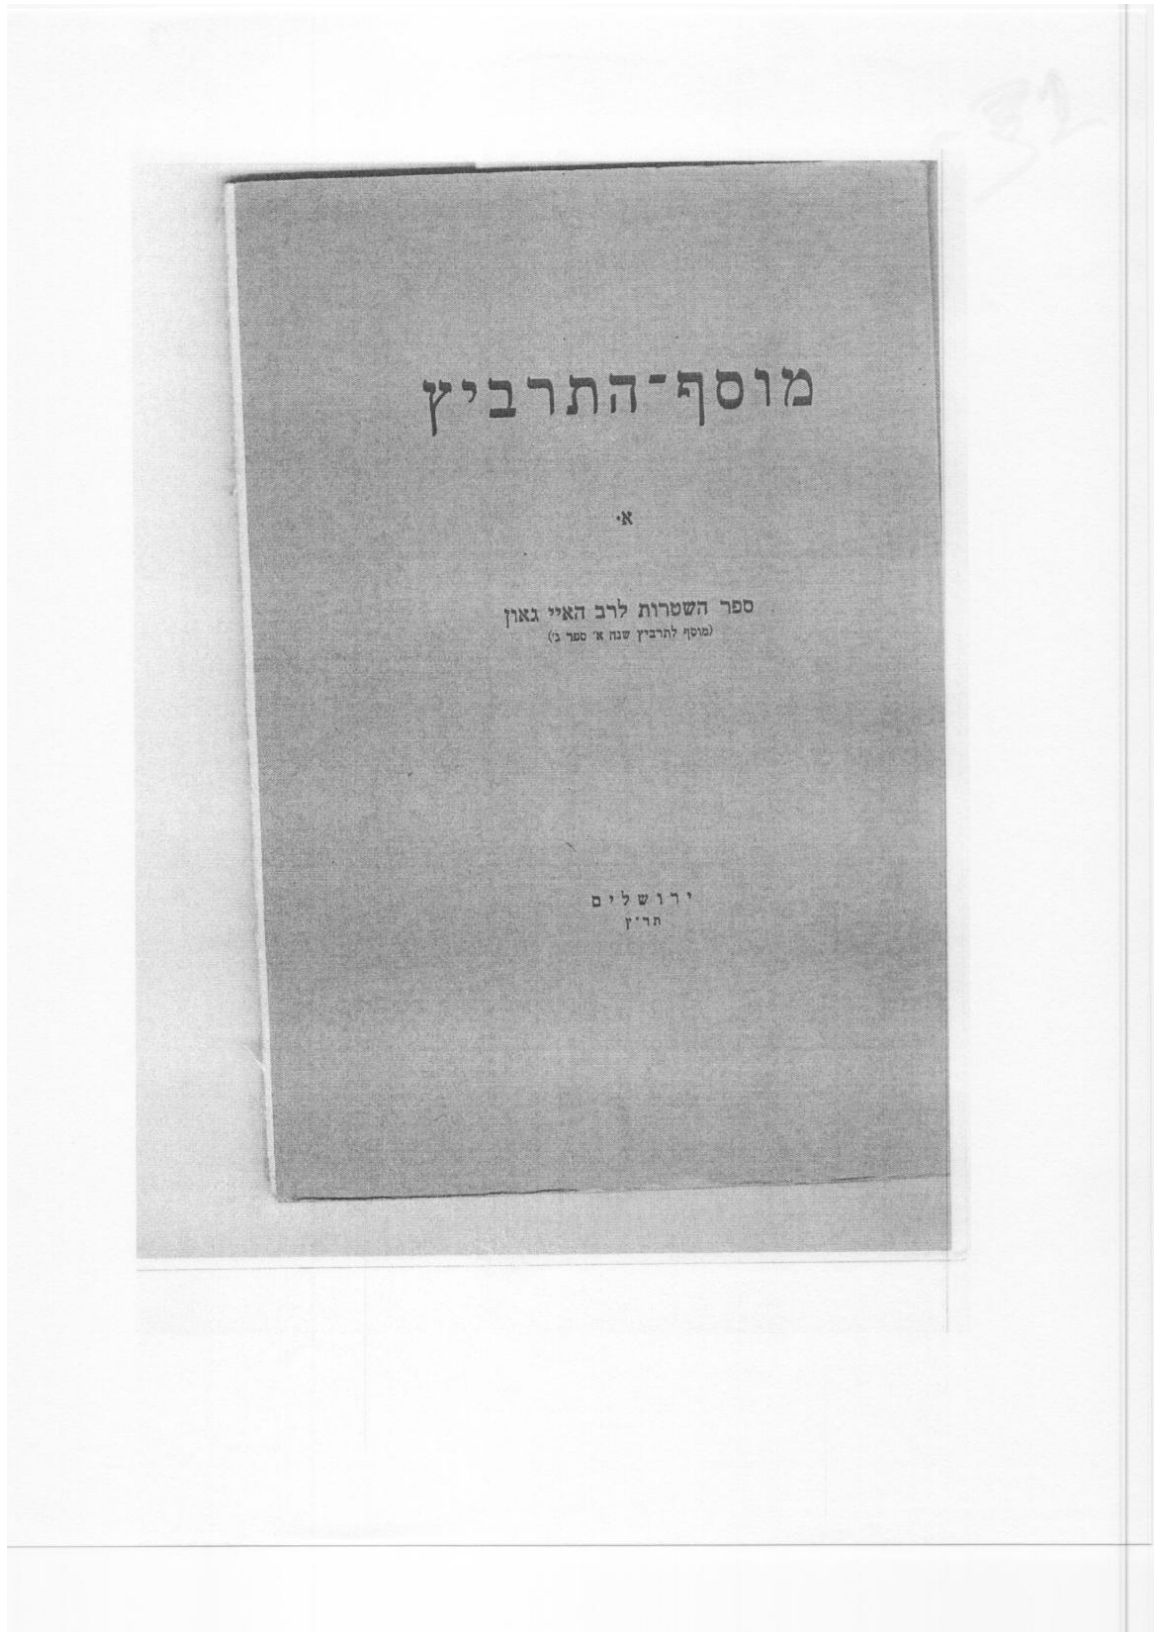 מוסף־התרביץ
א.
ספר השטרות לרב האיי גאון
(מוסף לתרביץ שנה א׳ ספר ג׳)
ירושלים
תר״ץ